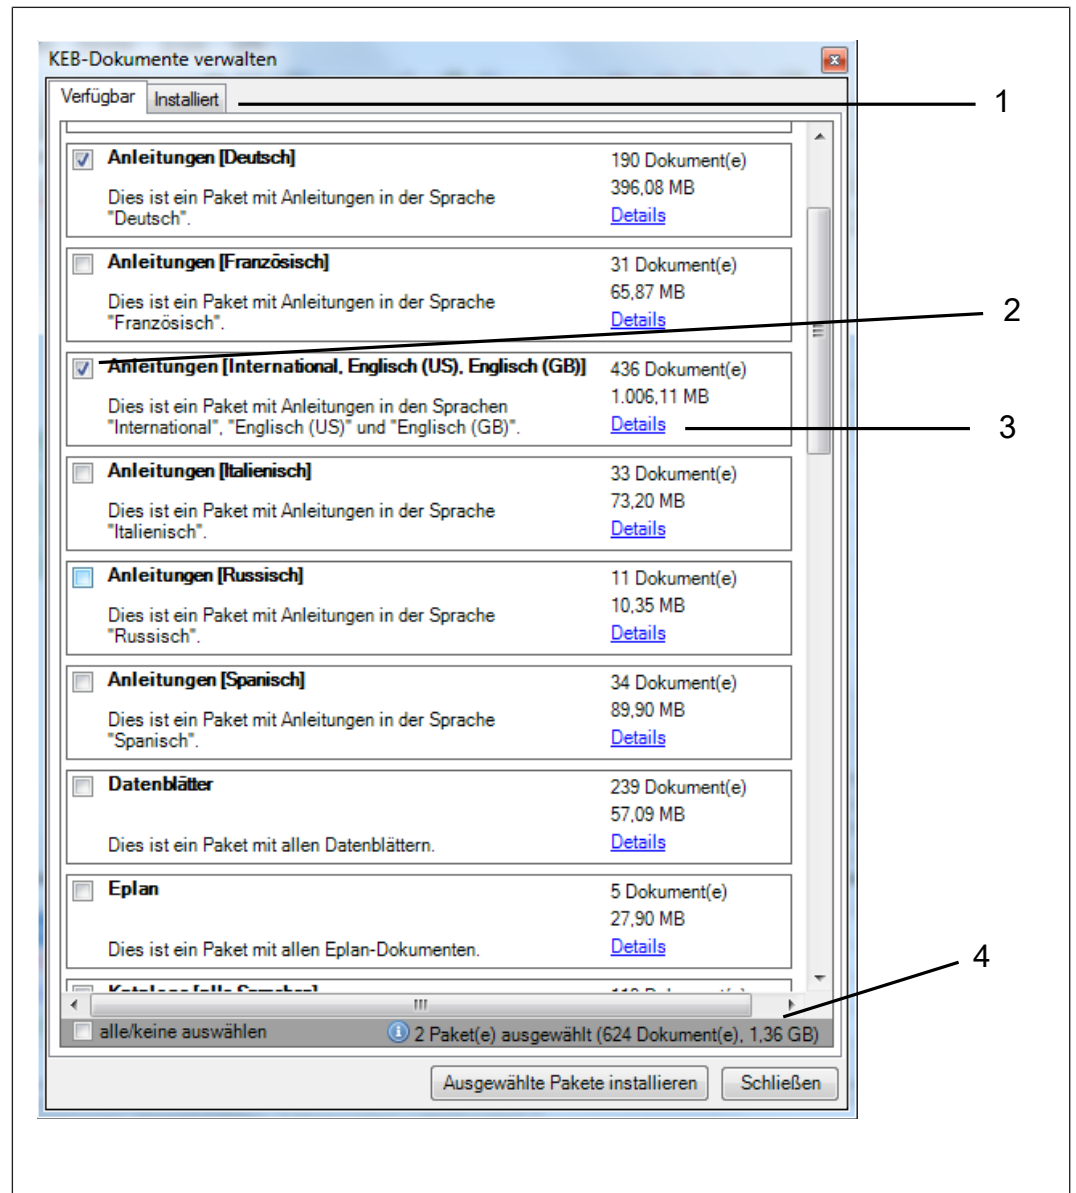 KEB-Dokumente verwalten
Verfügbar Installiert
1
Anleitungen [Deutsch]
190 Dokument(e)
Dies ist ein Paket mit Anleitungen in der Sprache
"Deutsch".
396,08 MB
Details
Anleitungen [Französisch]
31 Dokument(e)
Dies ist ein Paket mit Anleitungen in der Sprache
"Französisch".
65,87 MB
Details
2
Anleitungen [International, Englisch (US), Englisch (GB)]
436 Dokument(e)
Dies ist ein Paket mit Anleitungen in den Sprachen
"International", "Englisch (US)" und "Englisch (GB)".
1.006,11 MB
Details
3
Anleitungen [Italienisch]
33 Dokument(e)
Dies ist ein Paket mit Anleitungen in der Sprache
"Italienisch".
73,20 MB
Details
Anleitungen [Russisch]
11 Dokument(e)
Dies ist ein Paket mit Anleitungen in der Sprache
"Russisch".
10,35 MB
Details
Anleitungen [Spanisch]
34 Dokument(e)
Dies ist ein Paket mit Anleitungen in der Sprache
"Spanisch".
89,90 MB
Details
Datenblätter
239 Dokument(e)
57,09 MB
Dies ist ein Paket mit allen Datenblättern.
Details
Eplan
5 Dokument(e)
27,90 MB
Dies ist ein Paket mit allen Eplan-Dokumenten.
Details
4
alle/keine auswählen
2 Paket(e) ausgewählt (624 Dokument(e), 1,36 GB)
Ausgewählte Pakete installieren
Schließen